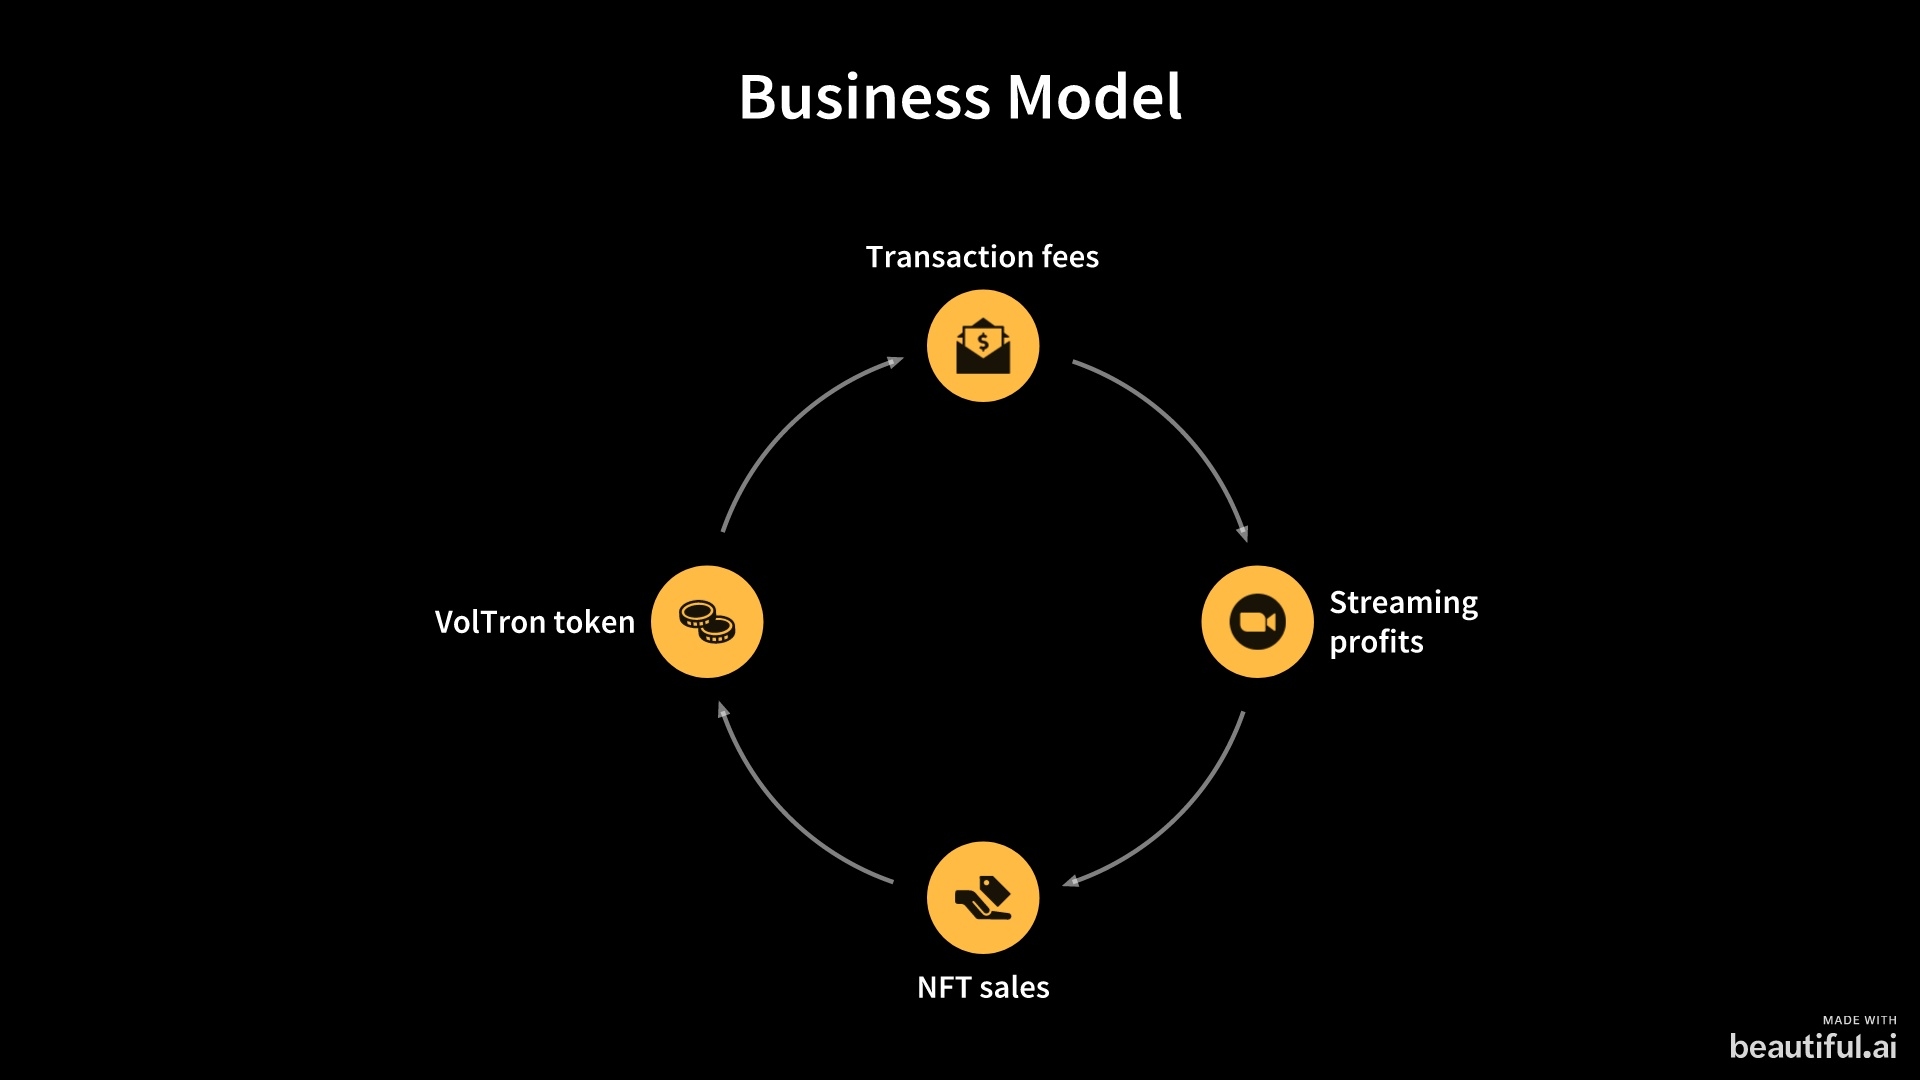 Business Model
Transaction fees
$
VolTron token
Streaming
profits
NFT sales
MADE WITH
beautiful.ai